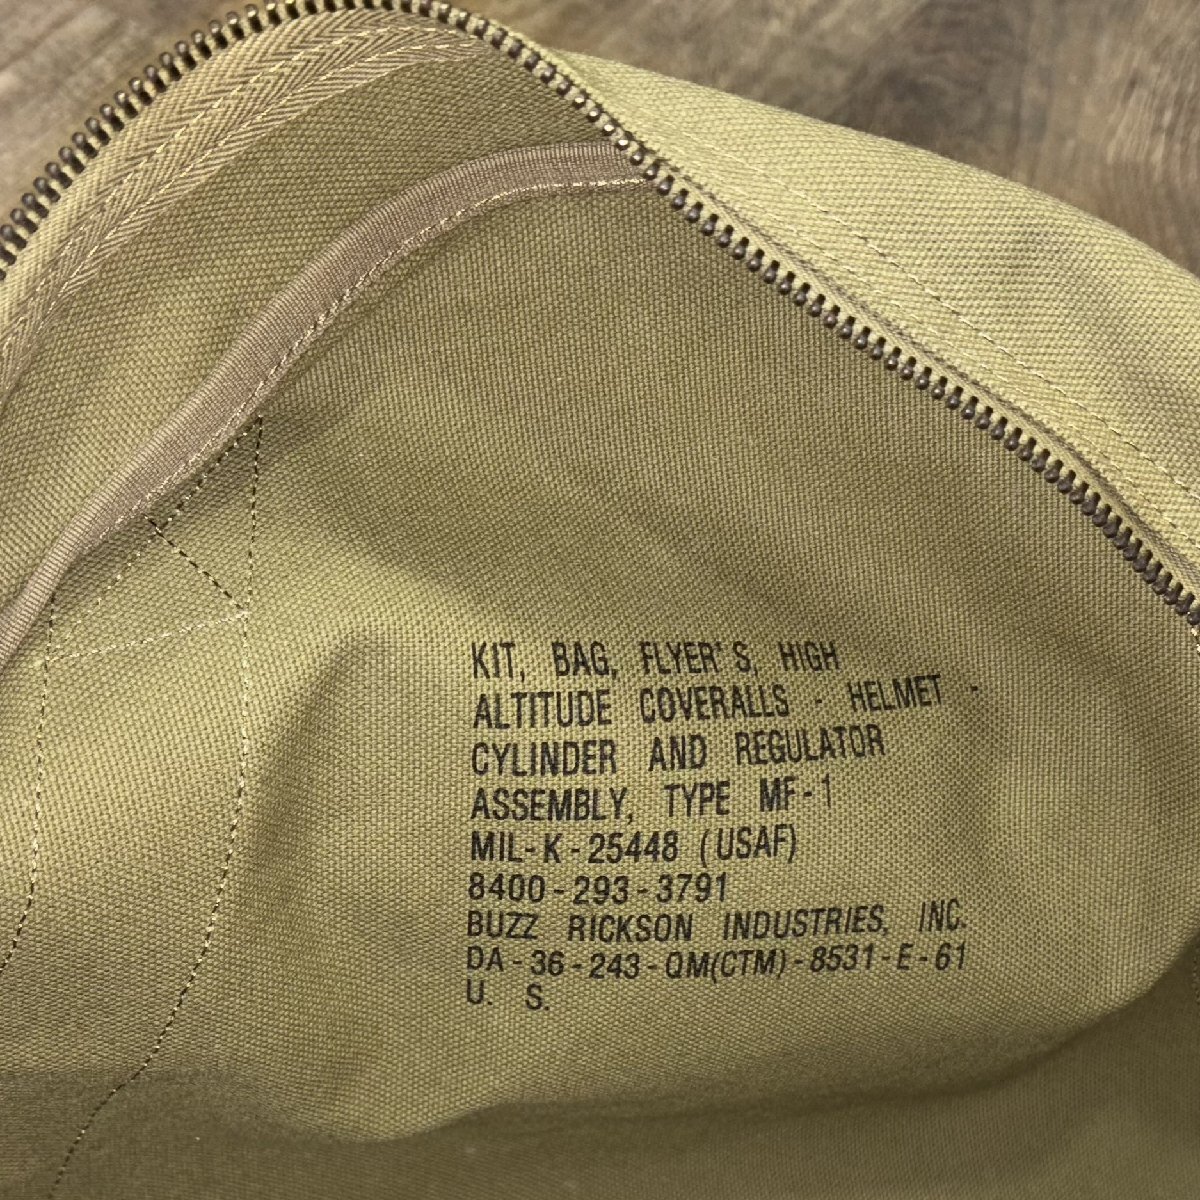 KIT, BAG, FLYER'S, HIGH
ALTITUDE COVERALLS - HELMET -
CYLINDER AND REGULATOR
ASSEMBLY, TYPE MF-1
MIL-K-25448 (USAF)
8400-293-3791
BUZZ RICKSON INDUSTRIES, INC.
DA-36-243-QM(CTM)-8531-E-61
U. S.